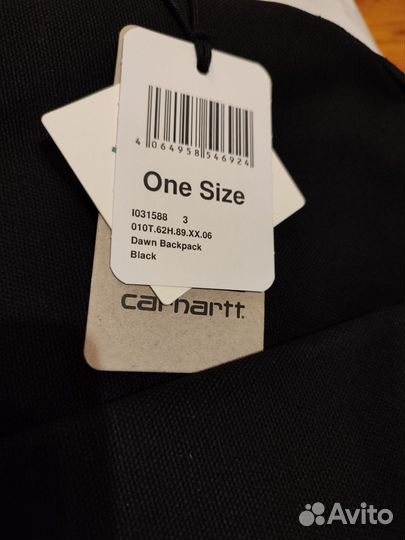 4 064958 546924
One Size
I031588 3
010T.62H.89.XX.06
Dawn Backpack
Black
carhartt
Avito